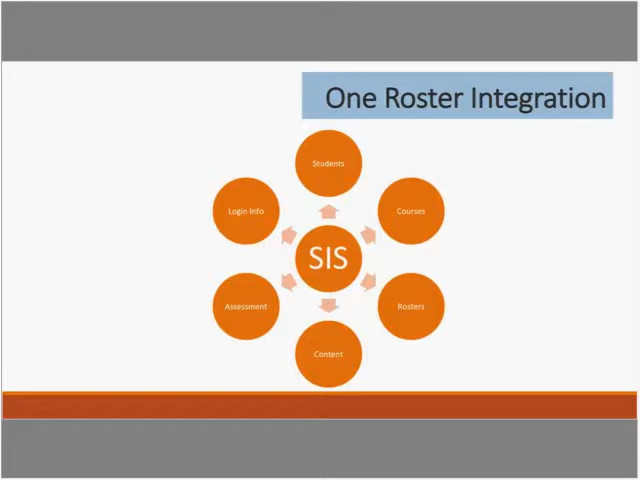 One Roster Integration
Students
Login Info
Courses
SIS
Assessment
Rosters
Content